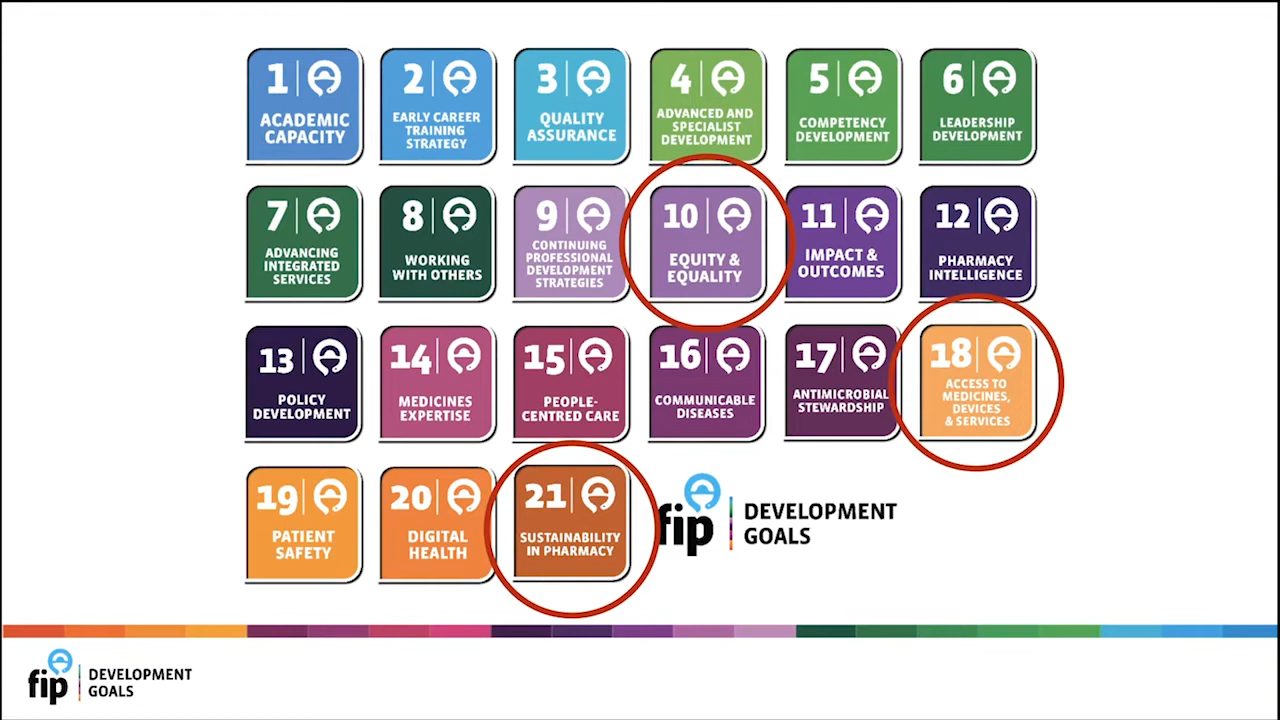 1
ACADEMIC
CAPACITY
2
EARLY CAREER
TRAINING
STRATEGY
3
QUALITY
ASSURANCE
4
ADVANCED AND
SPECIALIST
DEVELOPMENT
5
COMPETENCY
DEVELOPMENT
6
LEADERSHIP
DEVELOPMENT
7
ADVANCING
INTEGRATED
SERVICES
8
WORKING
WITH OTHERS
9
CONTINUING
PROFESSIONAL
DEVELOPMENT
STRATEGIES
10
EQUITY &
EQUALITY
11
IMPACT &
OUTCOMES
12
PHARMACY
INTELLIGENCE
13
POLICY
DEVELOPMENT
14
MEDICINES
EXPERTISE
15
PEOPLE-
CENTRED CARE
16
COMMUNICABLE
DISEASES
17
ANTIMICROBIAL
STEWARDSHIP
18
ACCESS TO
MEDICINES,
DEVICES
& SERVICES
19
PATIENT
SAFETY
20
DIGITAL
HEALTH
21
SUSTAINABILITY
IN PHARMACY
fip
DEVELOPMENT
GOALS
fip
DEVELOPMENT
GOALS